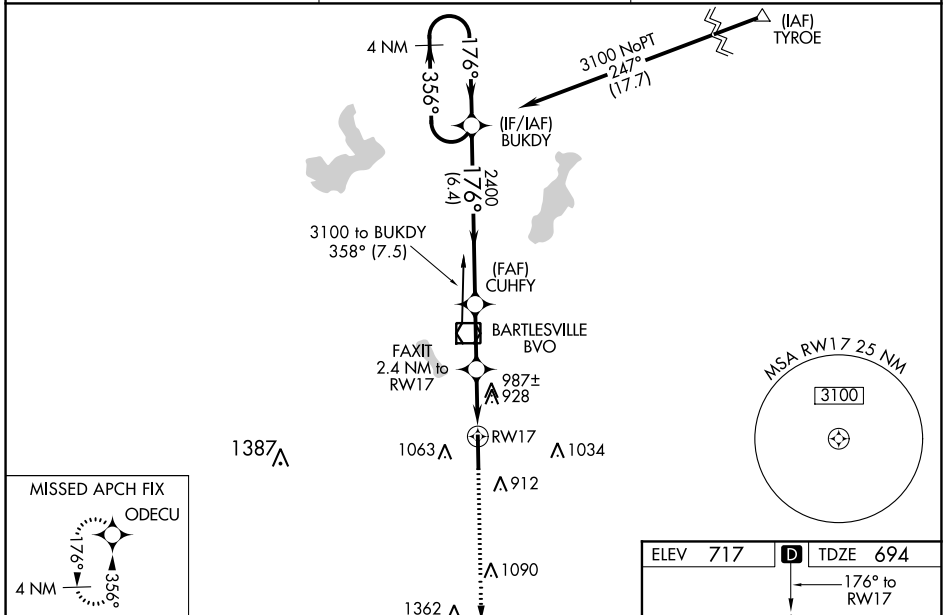 (IAF)
TYROE
4 NM
176°
356°
3100 NoPT
247°
(17.7)
(IF/IAF)
BUKDY
2400
176°
(6.4)
3100 to BUKDY
358° (7.5)
(FAF)
CUHFY
BARTLESVILLE
BVO
FAXIT
2.4 NM to
RW17
987±
928
RW17
1387
1063
1034
912
1090
1362
MSA RW17 25 NM
3100
MISSED APCH FIX
ODECU
176°
356°
4 NM
ELEV 717 D TDZE 694
176° to
RW17